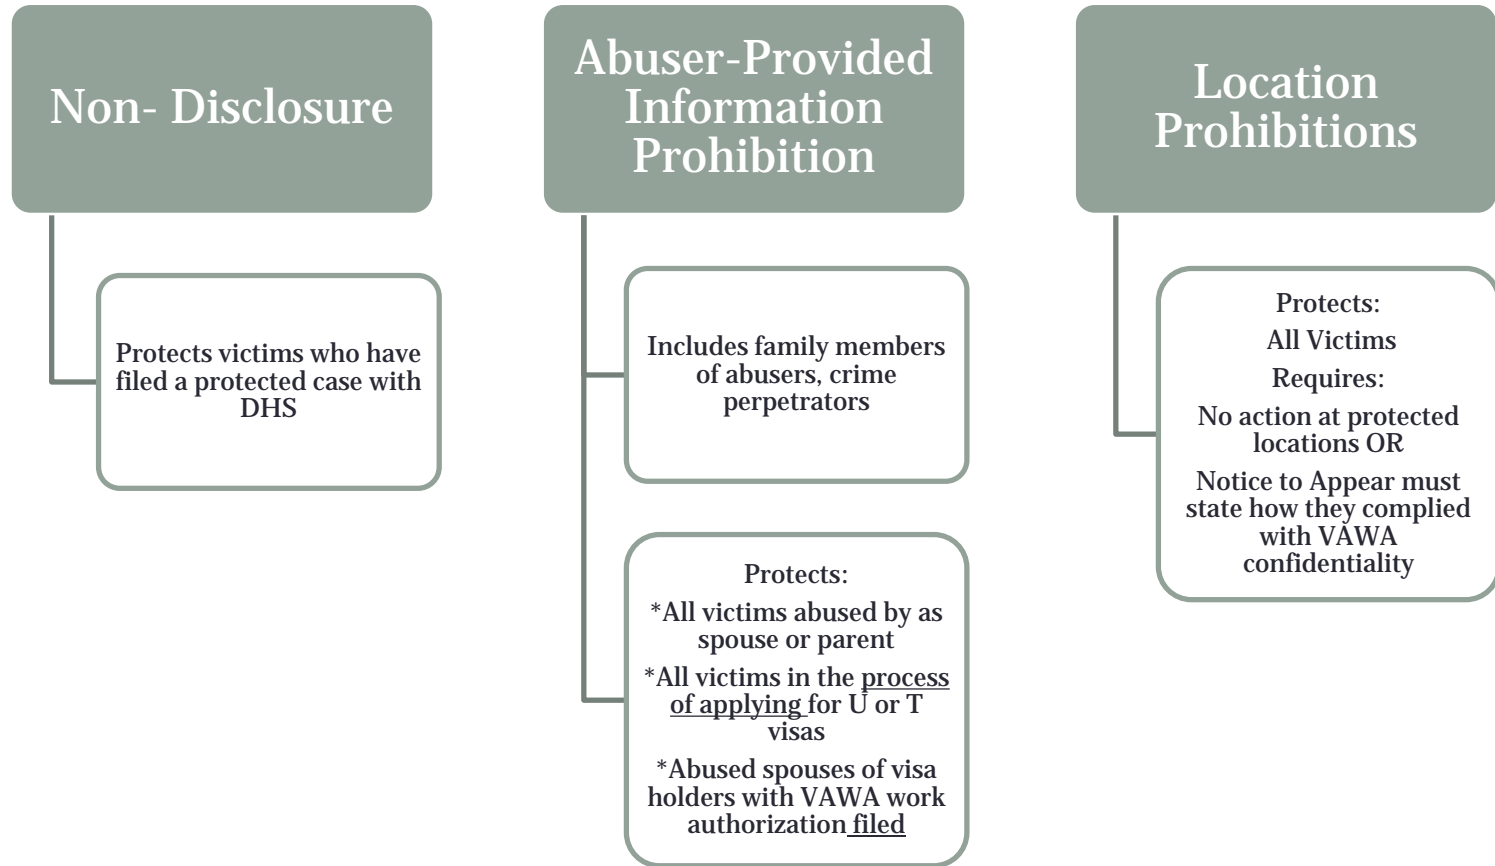 Non- Disclosure
Protects victims who have
filed a protected case with
DHS
Abuser-Provided
Information
Prohibition
Includes family members
of abusers, crime
perpetrators
Protects:
*All victims abused by as
spouse or parent
*All victims in the process
of applying for U or T
visas
*Abused spouses of visa
holders with VAWA work
authorization filed
Location
Prohibitions
Protects:
All Victims
Requires:
No action at protected
locations OR
Notice to Appear must
state how they complied
with VAWA
confidentiality